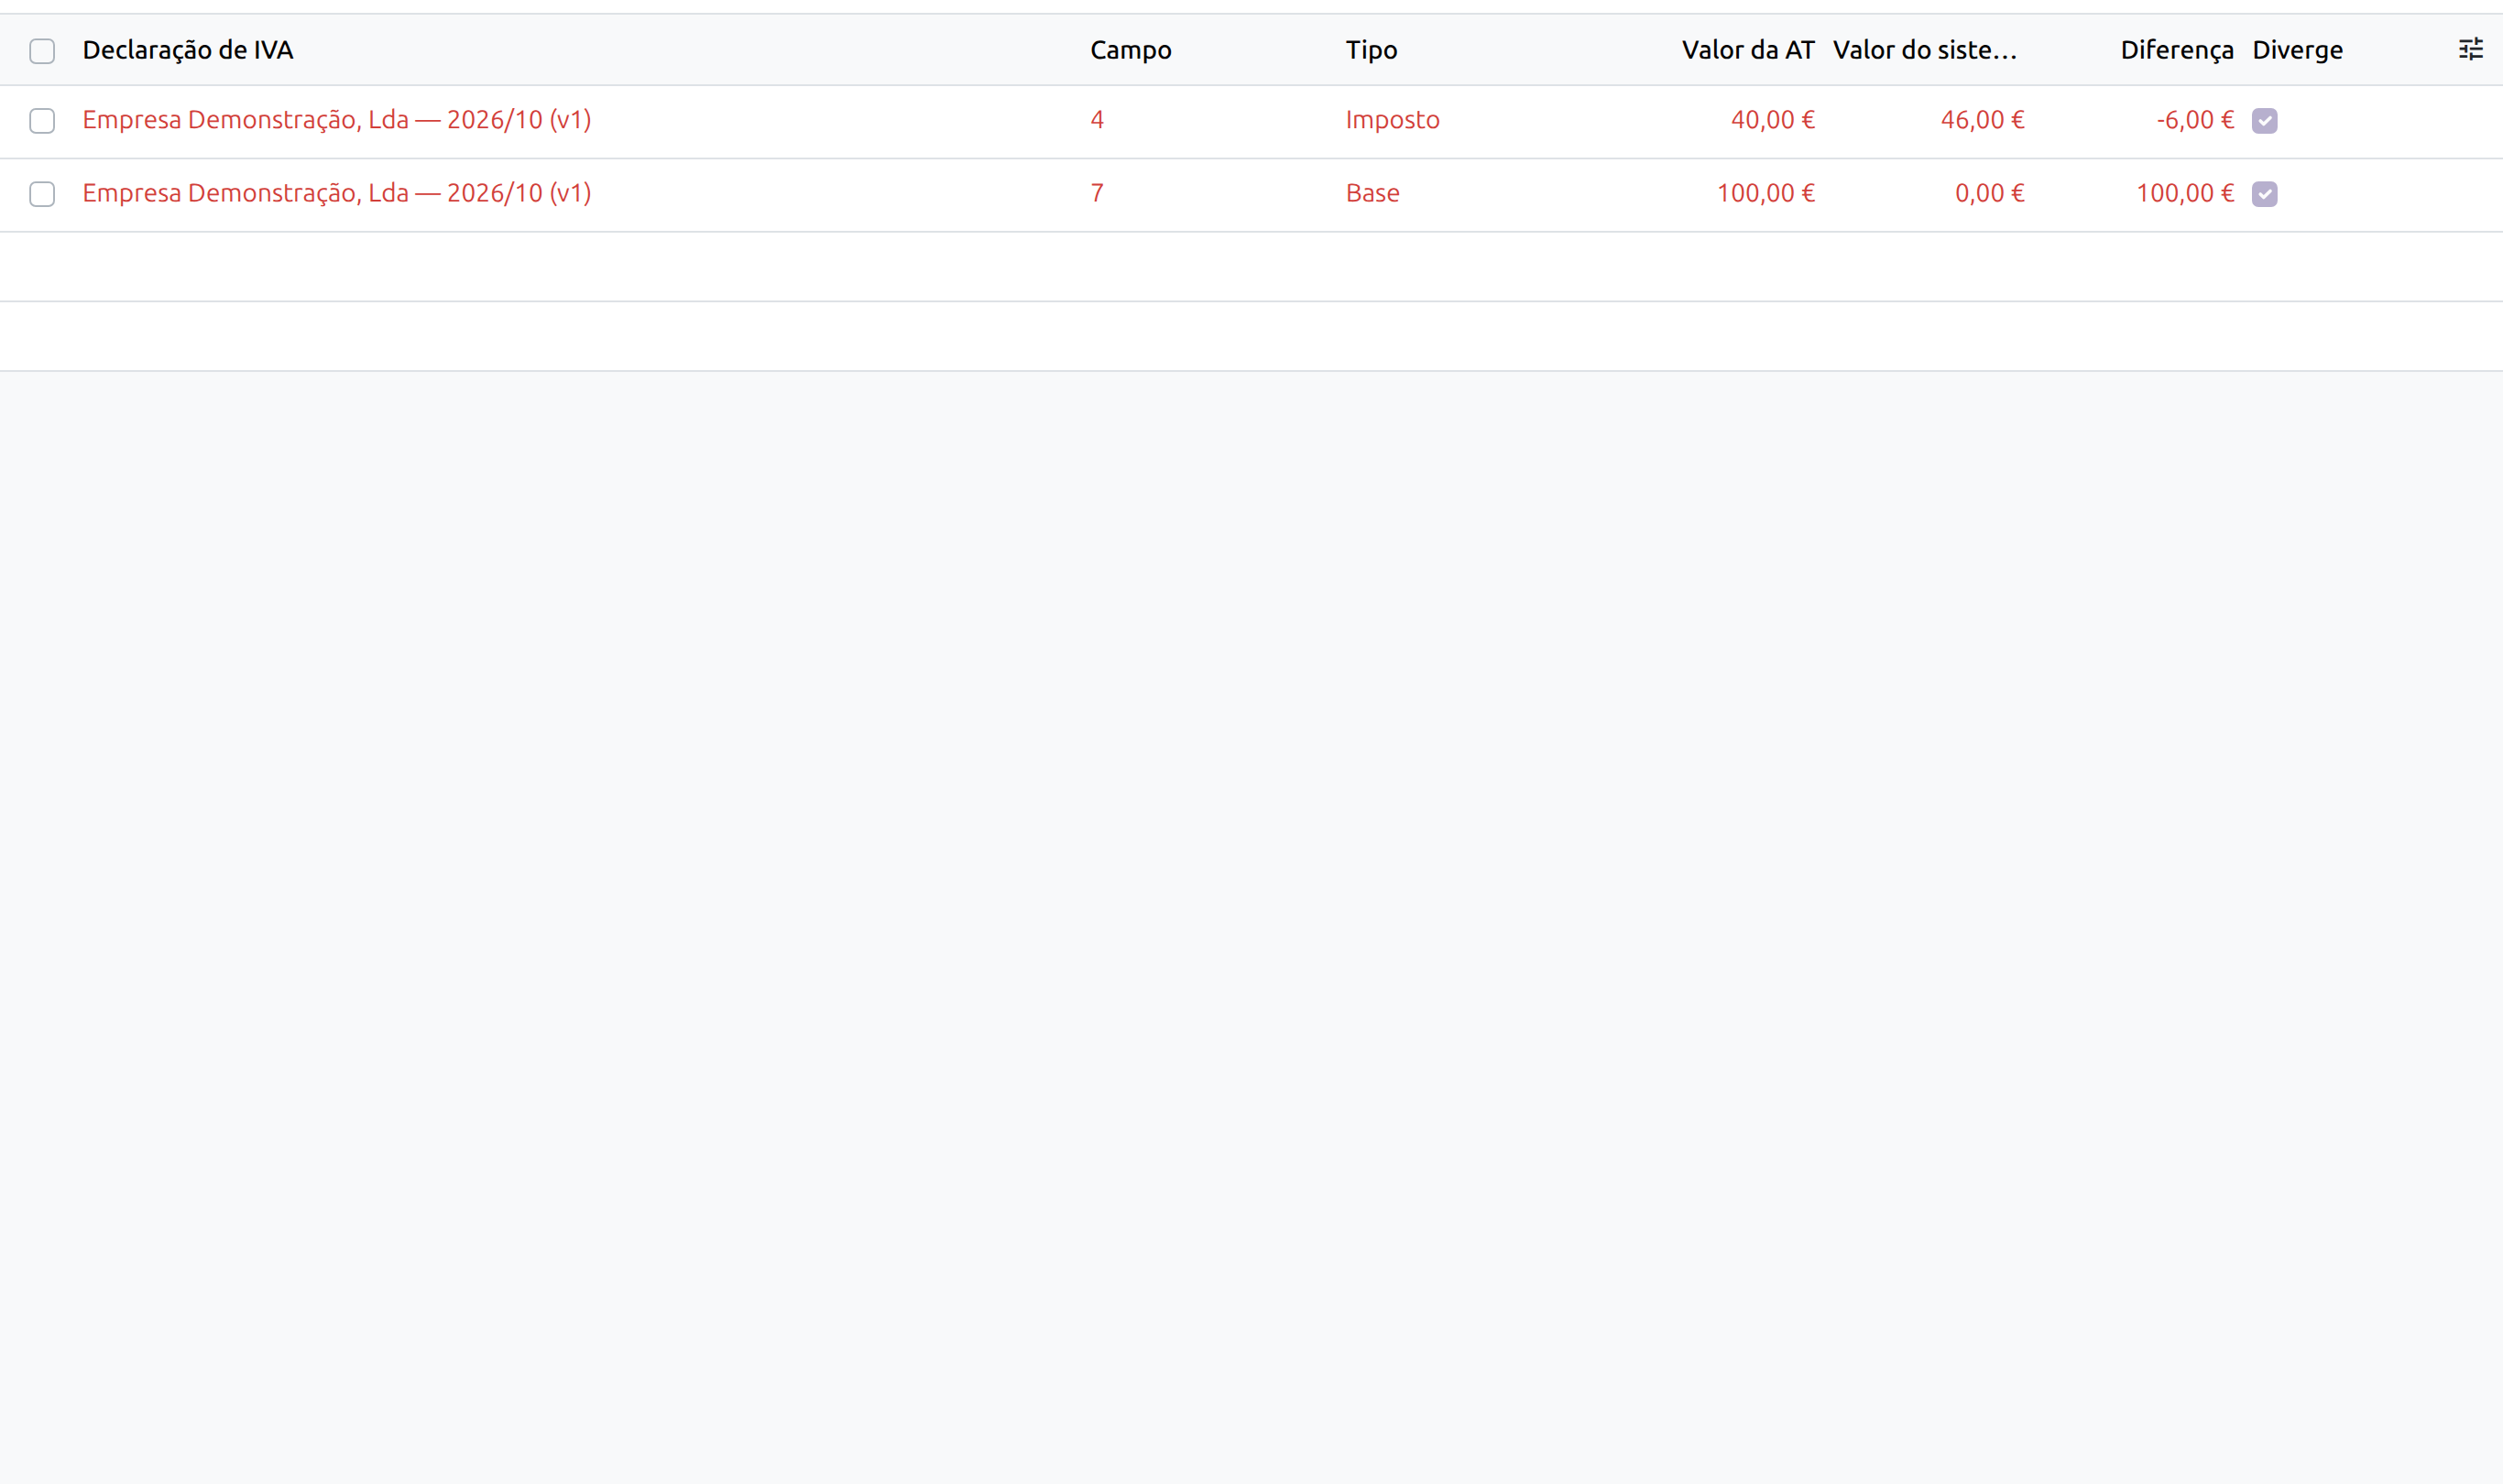 Declaração de IVA Campo Tipo Valor da AT Valor do siste... Diferença Diverge
Empresa Demonstração, Lda — 2026/10 (v1) 4 Imposto 40,00 € 46,00 € -6,00 €
Empresa Demonstração, Lda — 2026/10 (v1) 7 Base 100,00 € 0,00 € 100,00 €